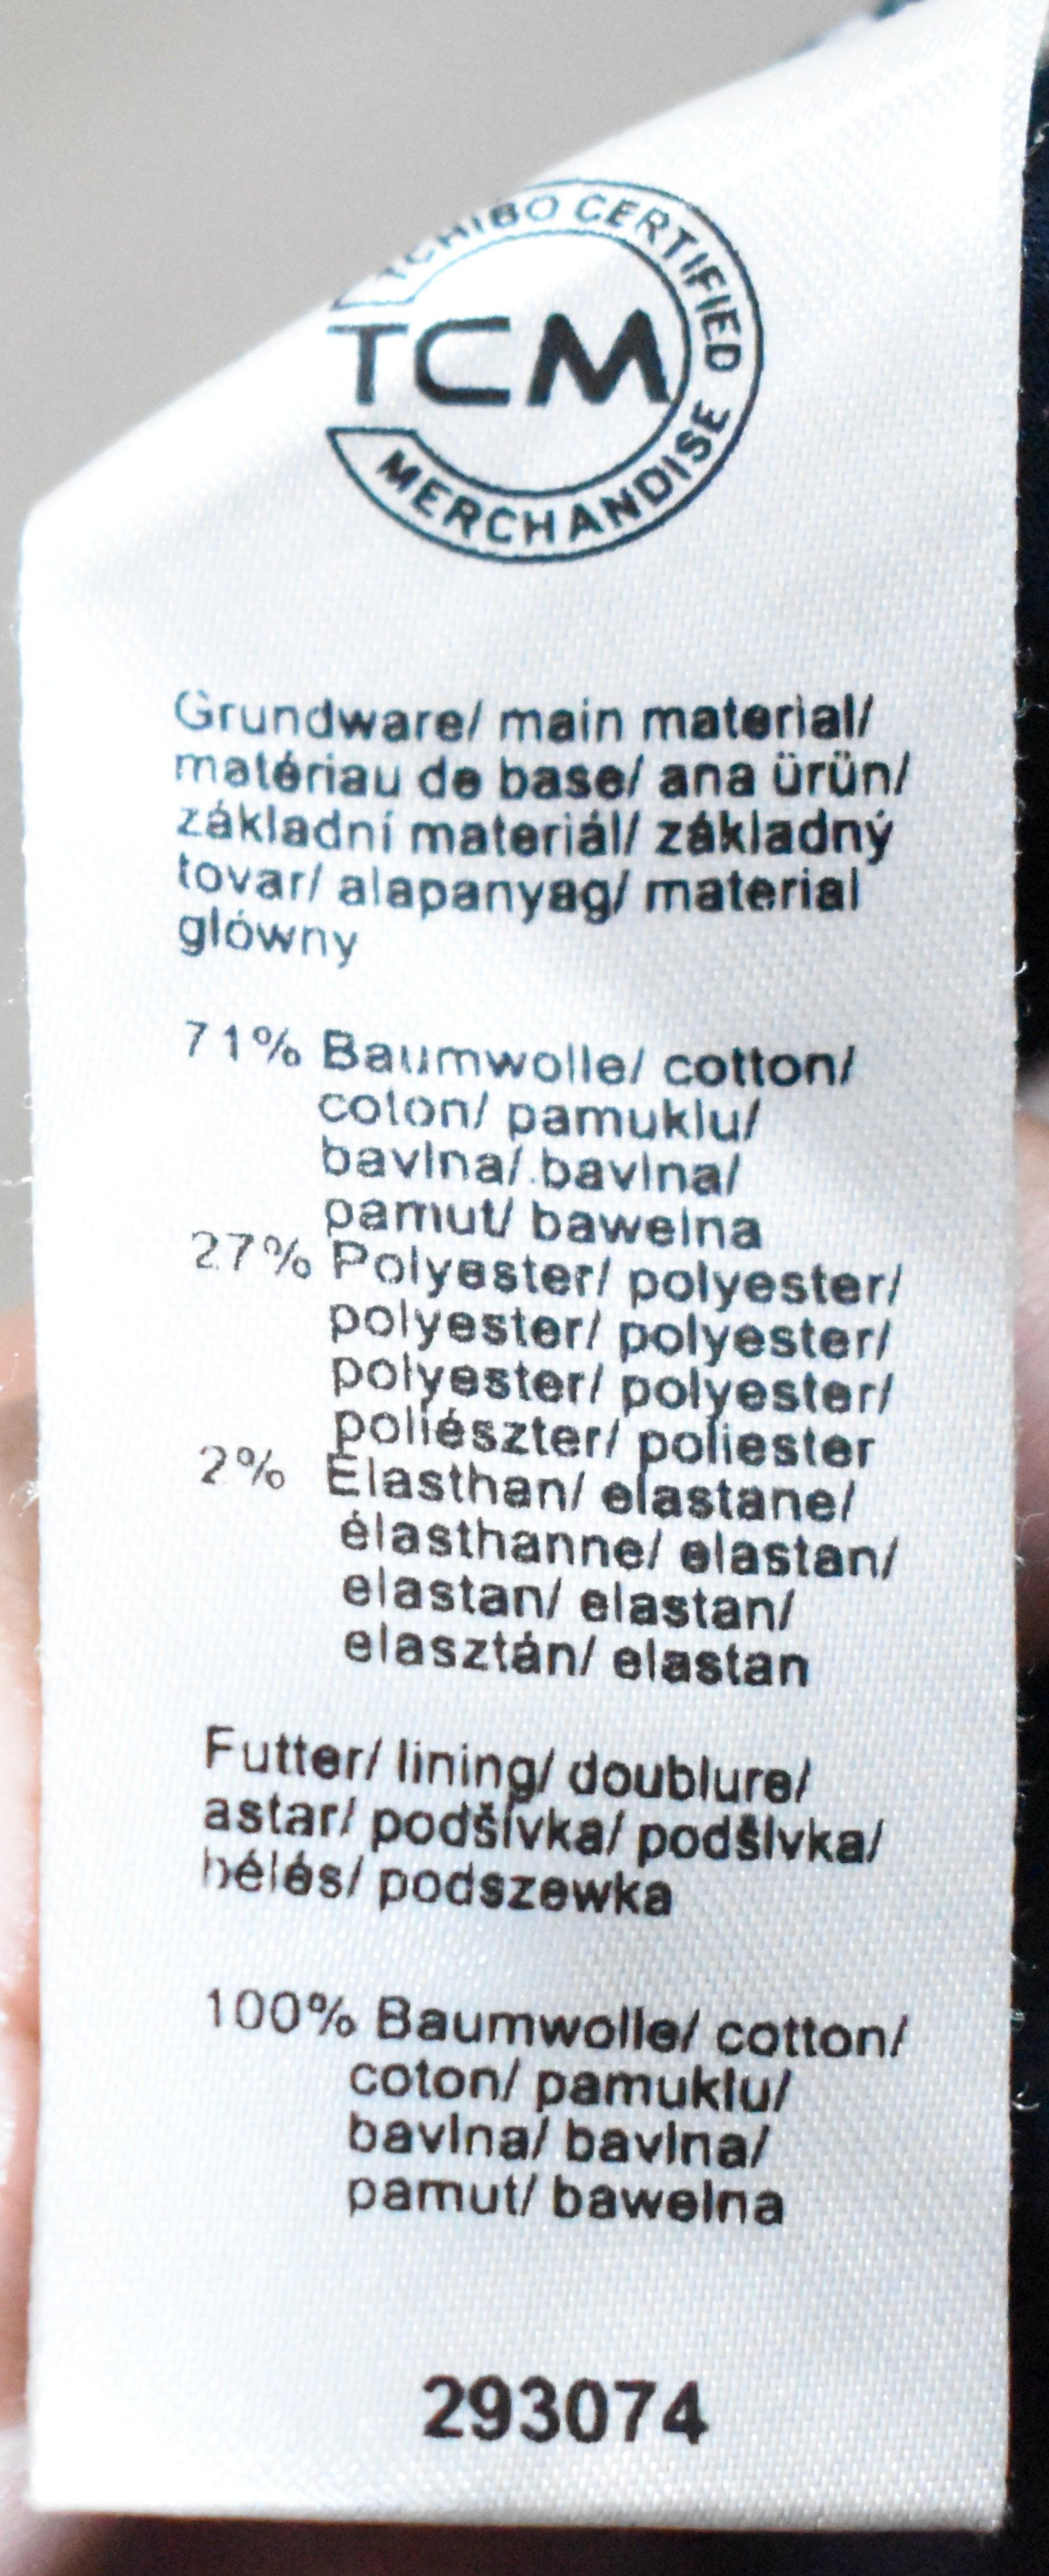 TCHIBO CERTIFIED
TCM
MERCHANDISE
Grundware/ main material/
matériau de base/ ana ürün/
základní materiál/ základný
tovar/ alapanyag/ material
glówny
71% Baumwolle/ cotton/
coton/ pamuklu/
bavlna/ bavlna/
pamut/ bawelna
27% Polyester/ polyester/
polyester/ polyester/
polyester/ polyester/
poliészter/ poliester
2% Elasthan/ elastane/
élasthanne/ elastan/
elastan/ elastan/
elasztán/ elastan
Futter/ lining/ doublure/
astar/ podšívka/ podšívka/
bélés/ podszewka
100% Baumwolle/ cotton/
coton/ pamuklu/
bavlna/ bavlna/
pamut/ bawelna
293074